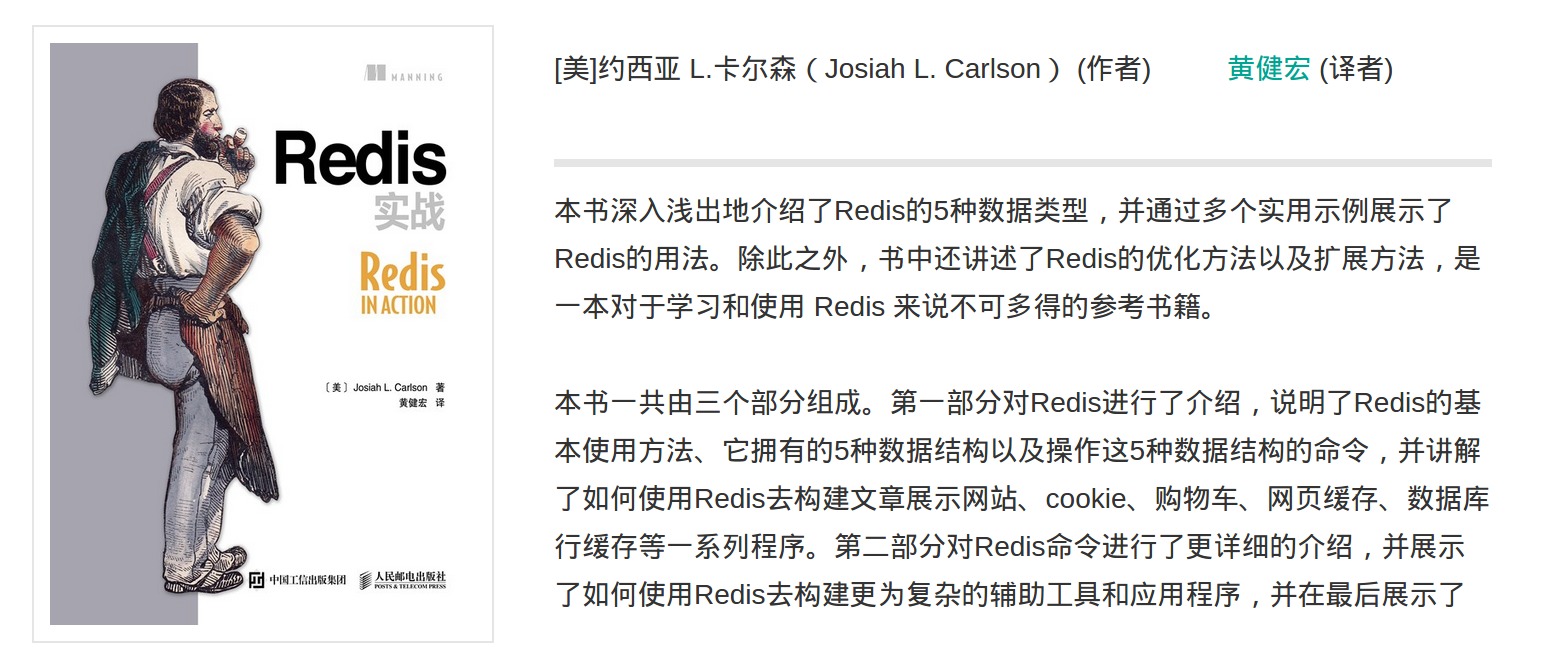 MANNING
Redis
实战
Redis
IN ACTION
［美］Josiah L. Carlson 著
黄健宏 译
中国工信出版集团
人民邮电出版社
POSTS & TELECOM PRESS
[美]约西亚 L.卡尔森（Josiah L. Carlson ）(作者) 黄健宏 (译者)
本书深入浅出地介绍了Redis的5种数据类型，并通过多个实用示例展示了
Redis的用法。除此之外，书中还讲述了Redis的优化方法以及扩展方法，是
一本对于学习和使用 Redis 来说不可多得的参考书籍。
本书一共由三个部分组成。第一部分对Redis进行了介绍，说明了Redis的基
本使用方法、它拥有的5种数据结构以及操作这5种数据结构的命令，并讲解
了如何使用Redis去构建文章展示网站、cookie、购物车、网页缓存、数据库
行缓存等一系列程序。第二部分对Redis命令进行了更详细的介绍，并展示
了如何使用Redis去构建更为复杂的辅助工具和应用程序，并在最后展示了